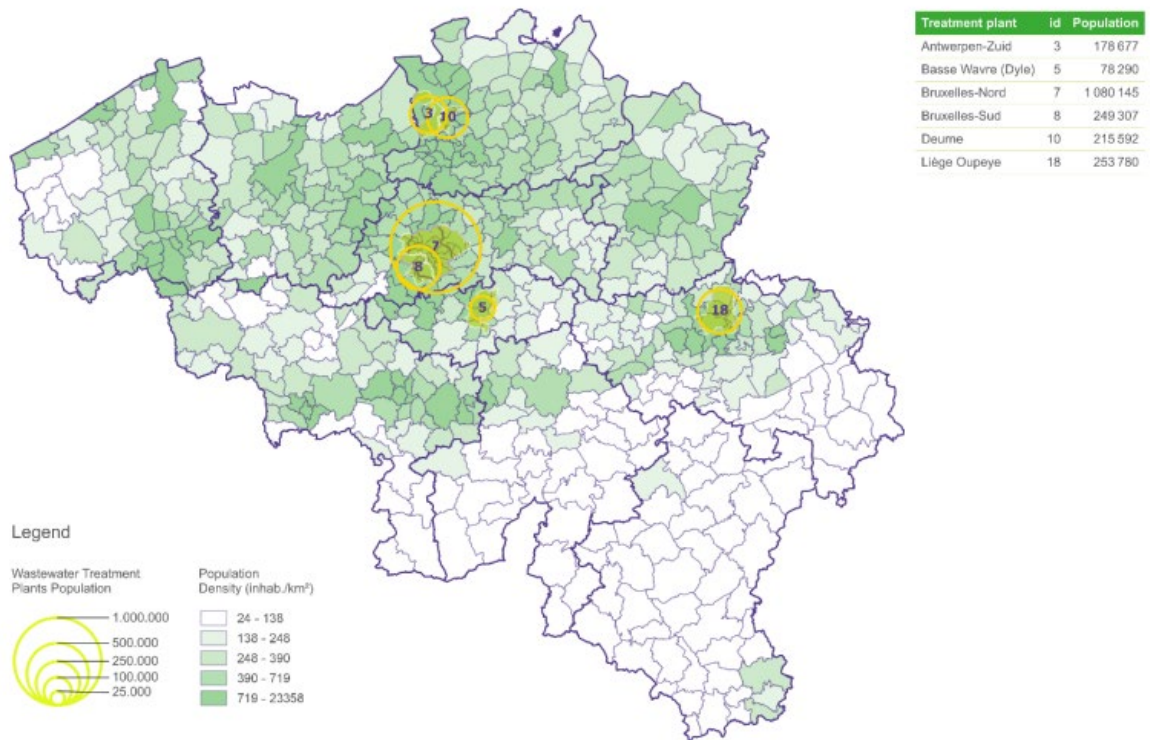 Treatment plant id Population
Antwerpen-Zuid 3 178 677
Basse Wavre (Dyle) 5 78 290
Bruxelles-Nord 7 1 080 145
Bruxelles-Sud 8 249 307
Deurne 10 215 592
Liège Oupeye 18 253 780
3 10
7
8
5
18
Legend
Wastewater Treatment
Plants Population
1.000.000
500.000
250.000
100.000
25.000
Population
Density (inhab./km²)
24 - 138
138 - 248
248 - 390
390 - 719
719 - 23358